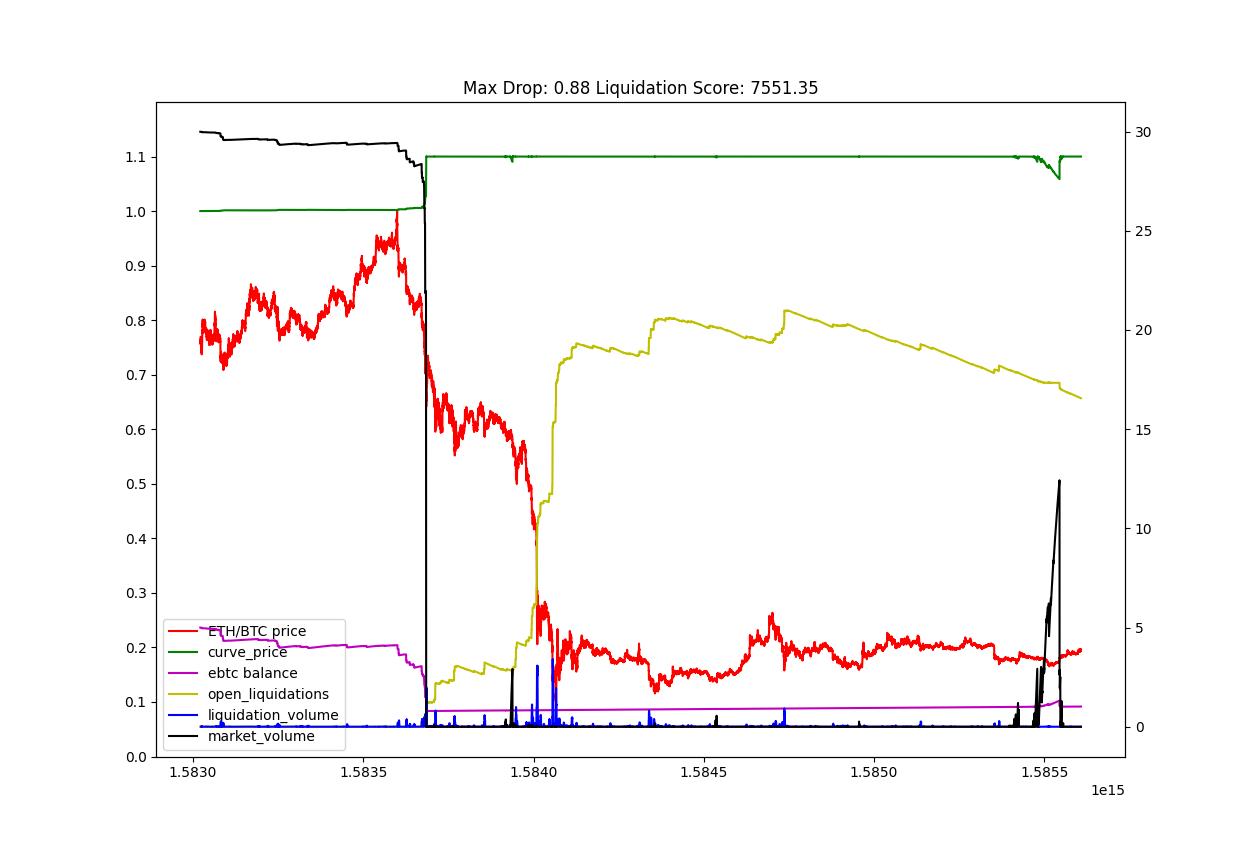 Max Drop: 0.88 Liquidation Score: 7551.35
1.1
1.0
0.9
0.8
0.7
0.6
0.5
0.4
0.3
0.2
0.1
0.0
30
25
20
15
10
5
0
ETH/BTC price
curve_price
ebtc balance
open_liquidations
liquidation_volume
market_volume
1.5830 1.5835 1.5840 1.5845 1.5850 1.5855
1e15